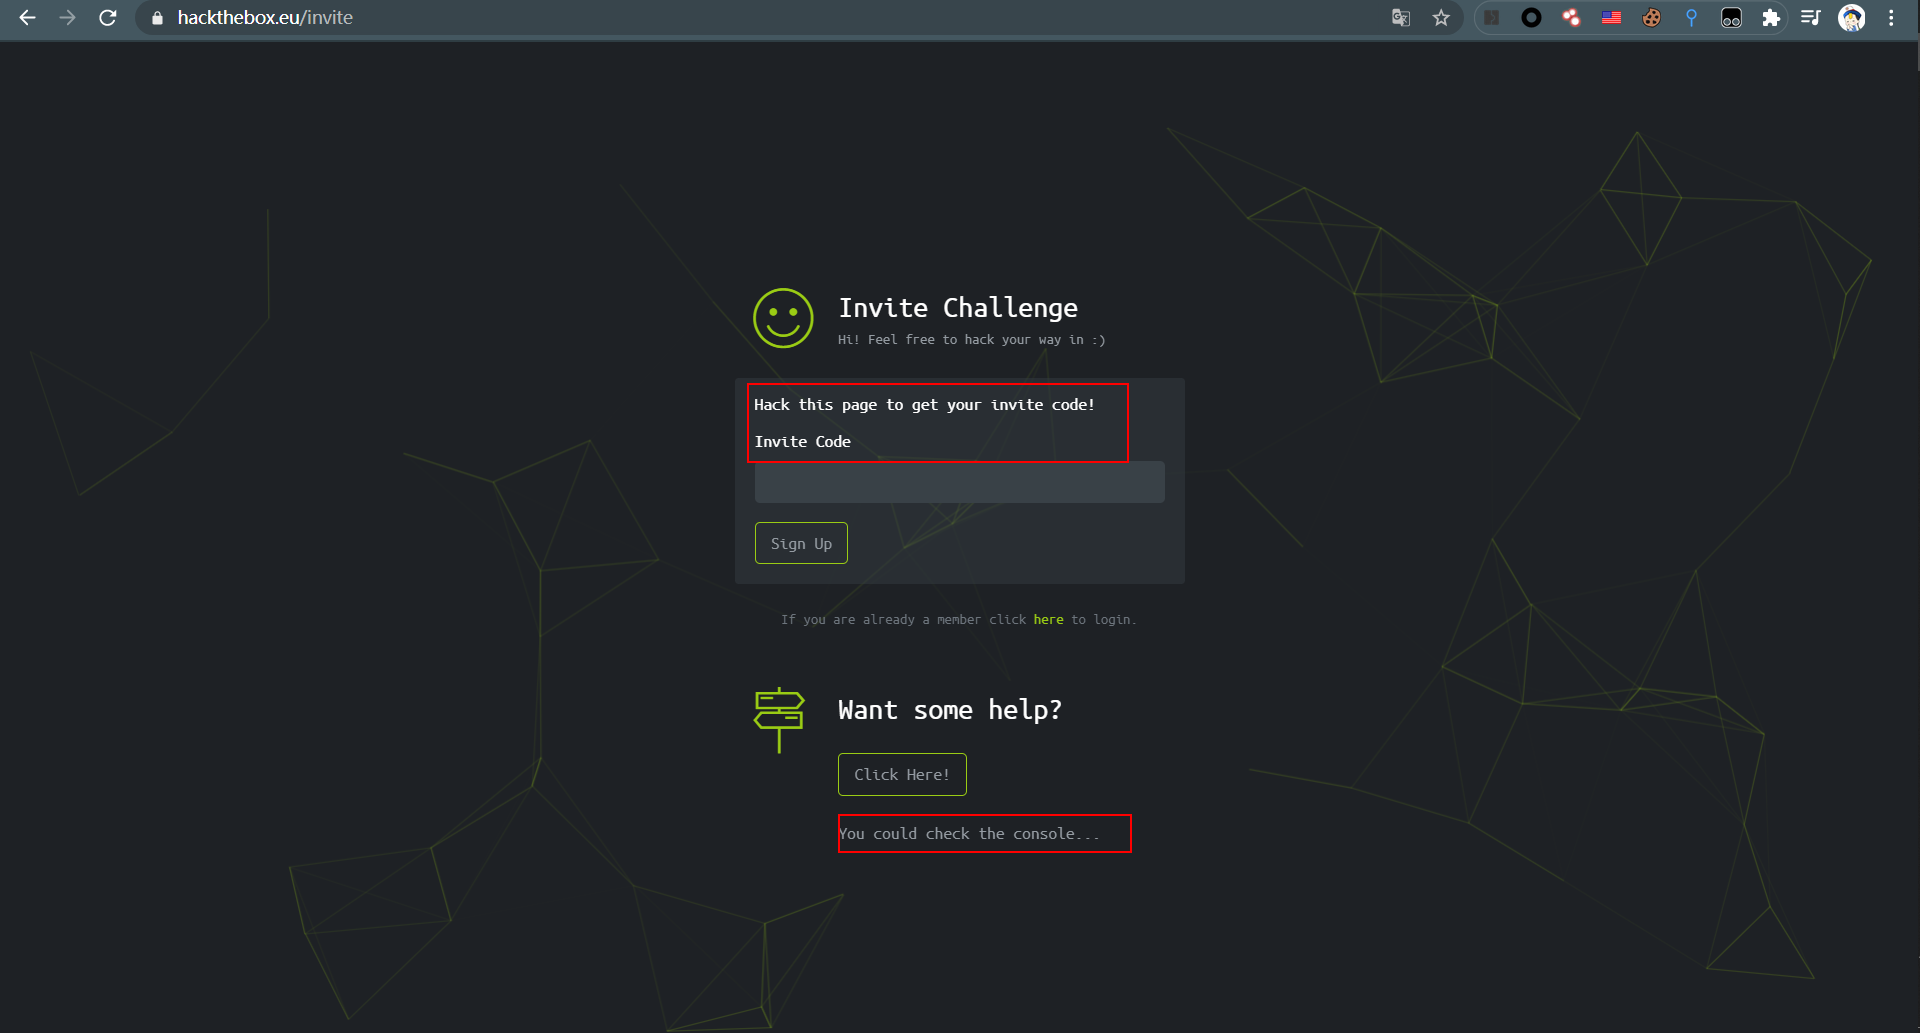 hackthebox.eu/invite
Invite Challenge
Hi! Feel free to hack your way in :)
Hack this page to get your invite code!
Invite Code
Sign Up
If you are already a member click here to login.
Want some help?
Click Here!
You could check the console...